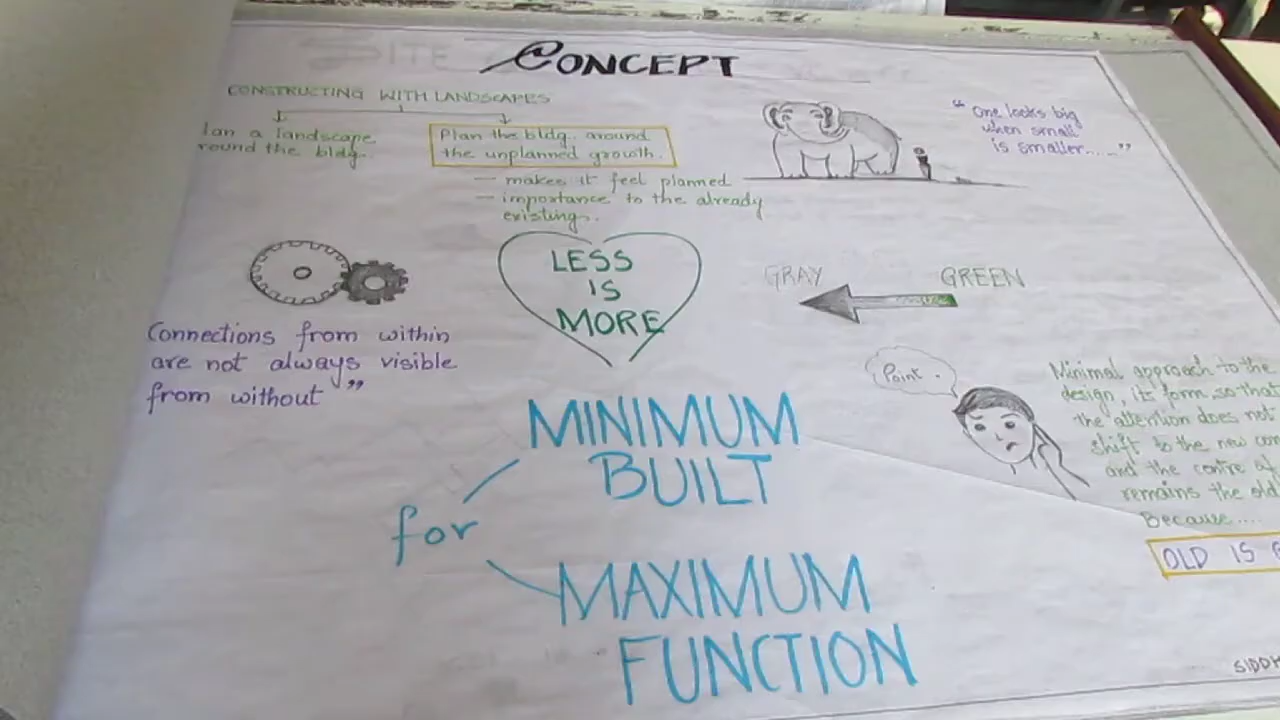 CONCEPT
CONSTRUCTING WITH LANDSCAPES
lan a landscape
round the bldg.
Plan the bldg. around
the unplanned growth.
— makes it feel planned
— importance to the already
existings.
"One looks big
when small
is smaller....."
LESS
IS
MORE
GRAY
GREEN
Connections from within
are not always visible
from without"
Point.
Minimal approach to the
design, its form, so that
the attention does not
shift to the new con
and the centre of
remains the old
Because....
OLD IS
MINIMUM
BUILT
for
MAXIMUM
FUNCTION
SIDDH